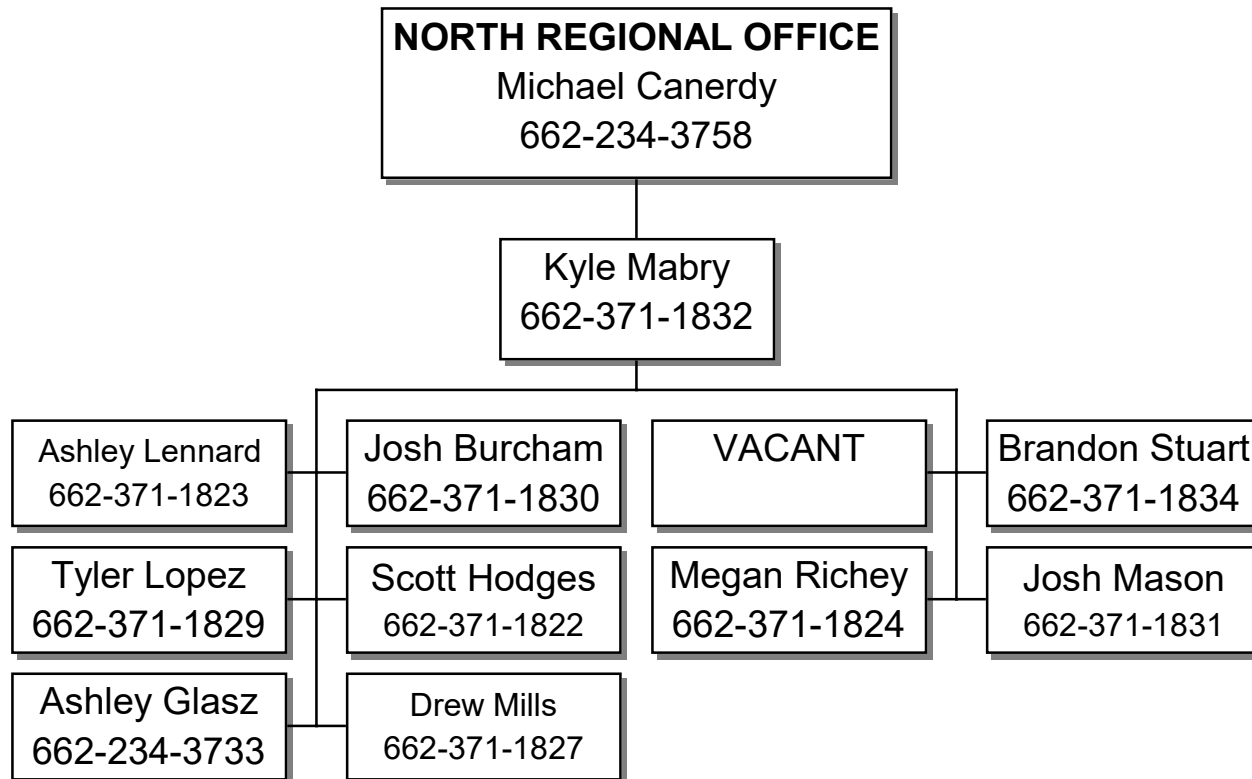 NORTH REGIONAL OFFICE
Michael Canerdy
662-234-3758
Kyle Mabry
662-371-1832
Ashley Lennard
662-371-1823
Josh Burcham
662-371-1830
VACANT
Brandon Stuart
662-371-1834
Tyler Lopez
662-371-1829
Scott Hodges
662-371-1822
Megan Richey
662-371-1824
Josh Mason
662-371-1831
Ashley Glasz
662-234-3733
Drew Mills
662-371-1827